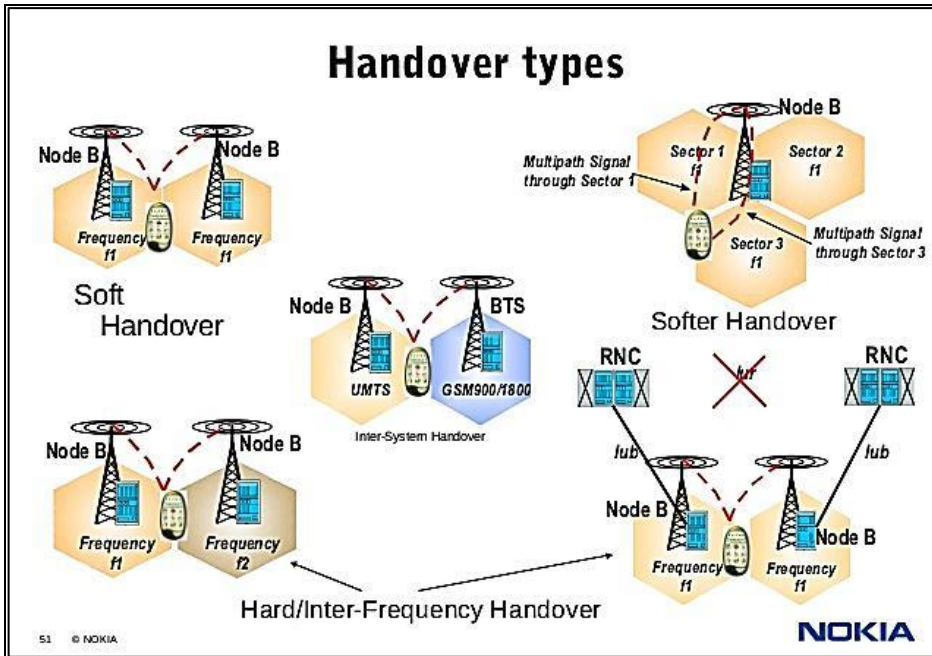 Handover types
Node B
Node B
Frequency
f1
Frequency
f1
Soft
Handover
Node B
Sector 1
f1
Sector 2
f1
Multipath Signal
through Sector 1
Sector 3
f1
Multipath Signal
through Sector 3
Softer Handover
Node B
BTS
UMTS
GSM900/1800
Inter-System Handover
RNC
RNC
Iur
Iub
Iub
Node B
Node B
Frequency
f1
Frequency
f2
Node B
Node B
Frequency
f1
Frequency
f1
Hard/Inter-Frequency Handover
51 © NOKIA
NOKIA